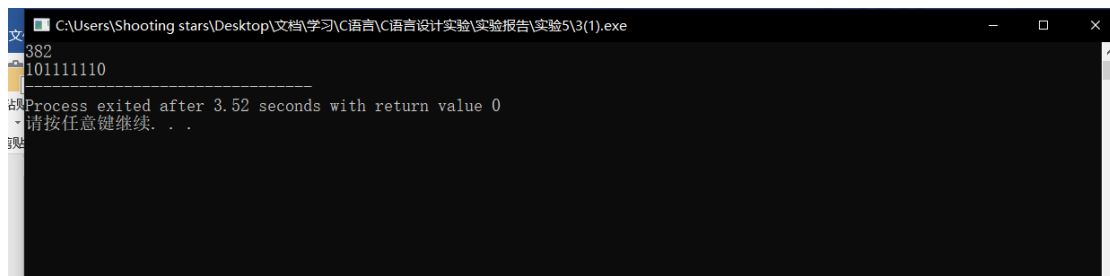 C:\Users\Shooting stars\Desktop\文档\学习\C语言\C语言设计实验\实验报告\实验5\3(1).exe
文
382
101111110
--------------------------------
Process exited after 3.52 seconds with return value 0
请按任意键继续. . .